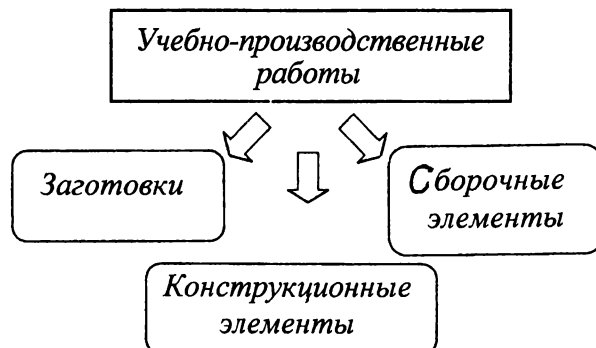 Учебно-производственные
работы
Заготовки
Сборочные
элементы
Конструкционные
элементы